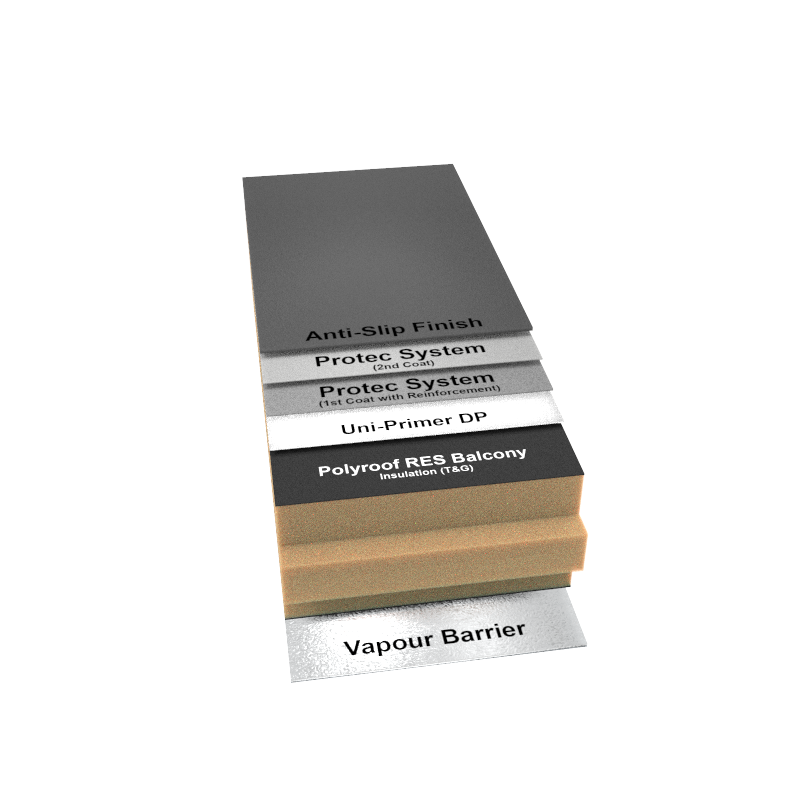 Anti-Slip Finish
Protec System
(2nd Coat)
Protec System
(1st Coat with Reinforcement)
Uni-Primer DP
Polyroof RES Balcony
Insulation (T&G)
Vapour Barrier